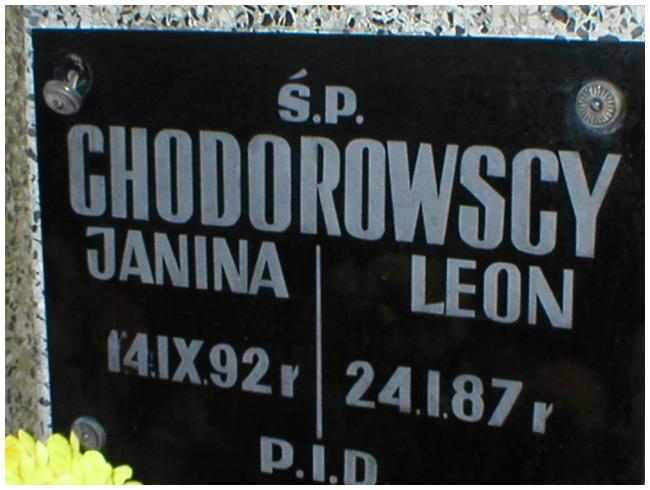 Ś.P.
CHODOROWSCY
JANINA LEON
14.IX.92 r 24.I.87 r
P.I.D